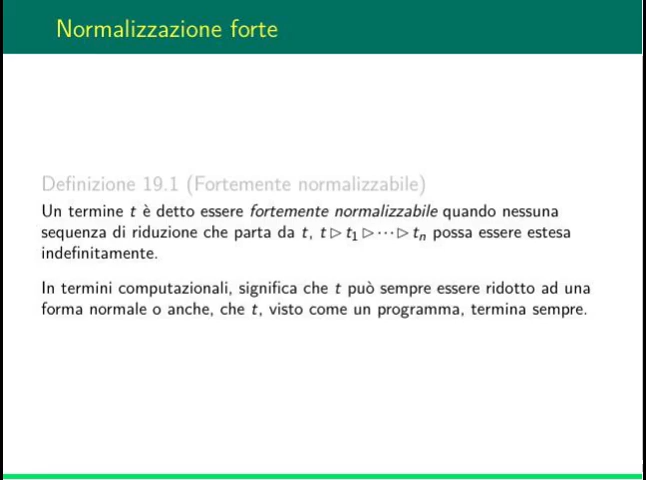 Normalizzazione forte
Definizione 19.1 (Fortemente normalizzabile)
Un termine t è detto essere fortemente normalizzabile quando nessuna
sequenza di riduzione che parta da t, t ▷ t₁ ▷ ··· ▷ tₙ possa essere estesa
indefinitamente.
In termini computazionali, significa che t può sempre essere ridotto ad una
forma normale o anche, che t, visto come un programma, termina sempre.